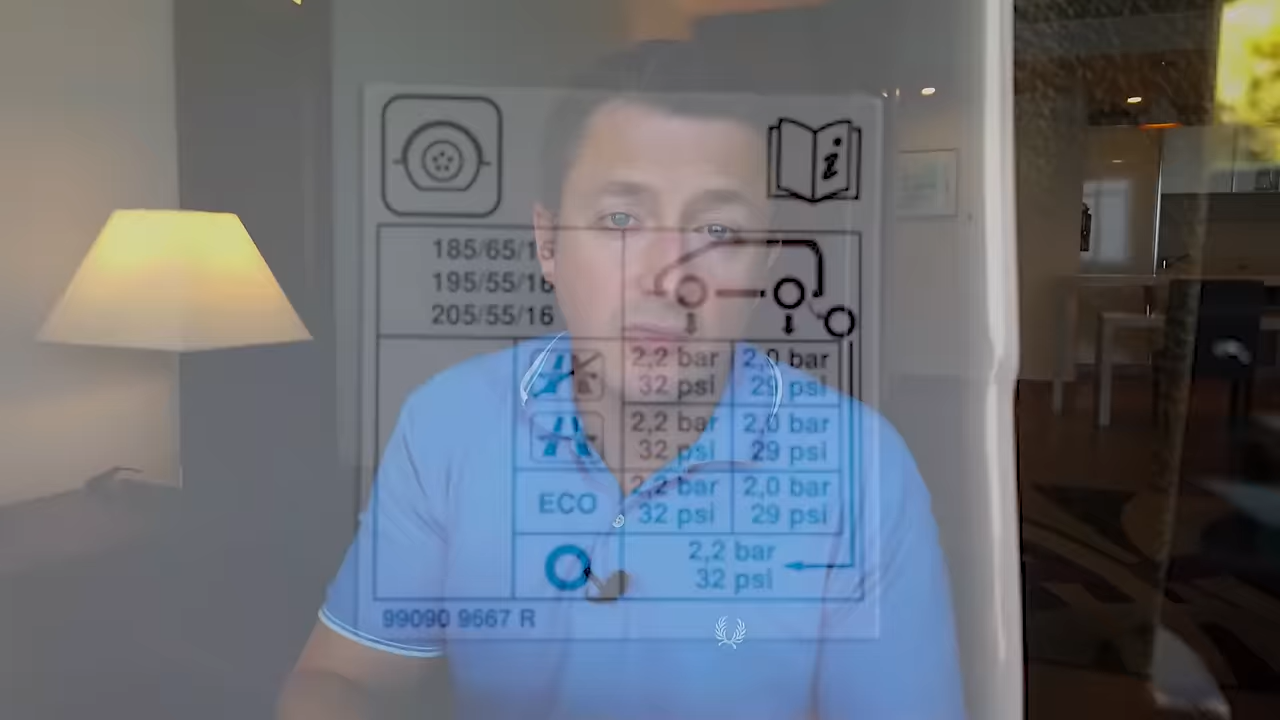 i
185/65/15
195/55/16
205/55/16
2,2 bar 2,0 bar
32 psi 29 psi
2,2 bar 2,0 bar
32 psi 29 psi
ECO
2,2 bar 2,0 bar
32 psi 29 psi
2,2 bar
32 psi
99090 9667 R